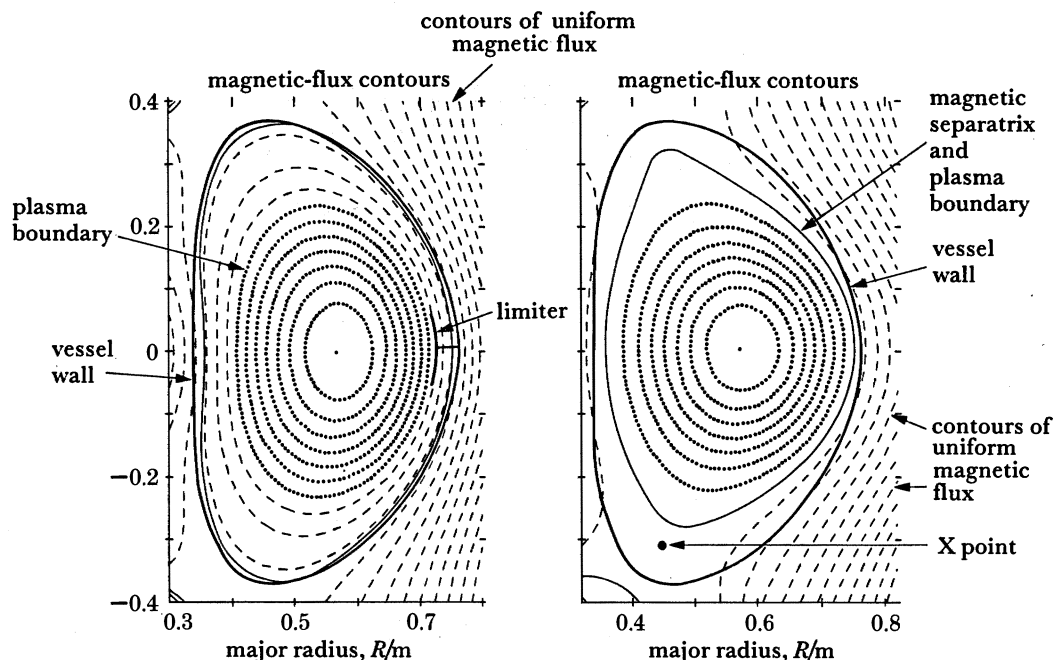 contours of uniform
magnetic flux
magnetic-flux contours
0.4
0.2
0
−0.2
−0.4
plasma
boundary
vessel
wall
limiter
0.3
0.5
0.7
major radius, R/m
magnetic-flux contours
magnetic
separatrix
and
plasma
boundary
vessel
wall
contours of
uniform
magnetic
flux
X point
0.4
0.6
0.8
major radius, R/m